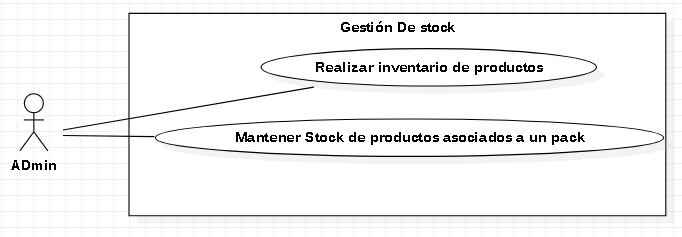 Gestión De stock
Realizar inventario de productos
Mantener Stock de productos asociados a un pack
ADmin